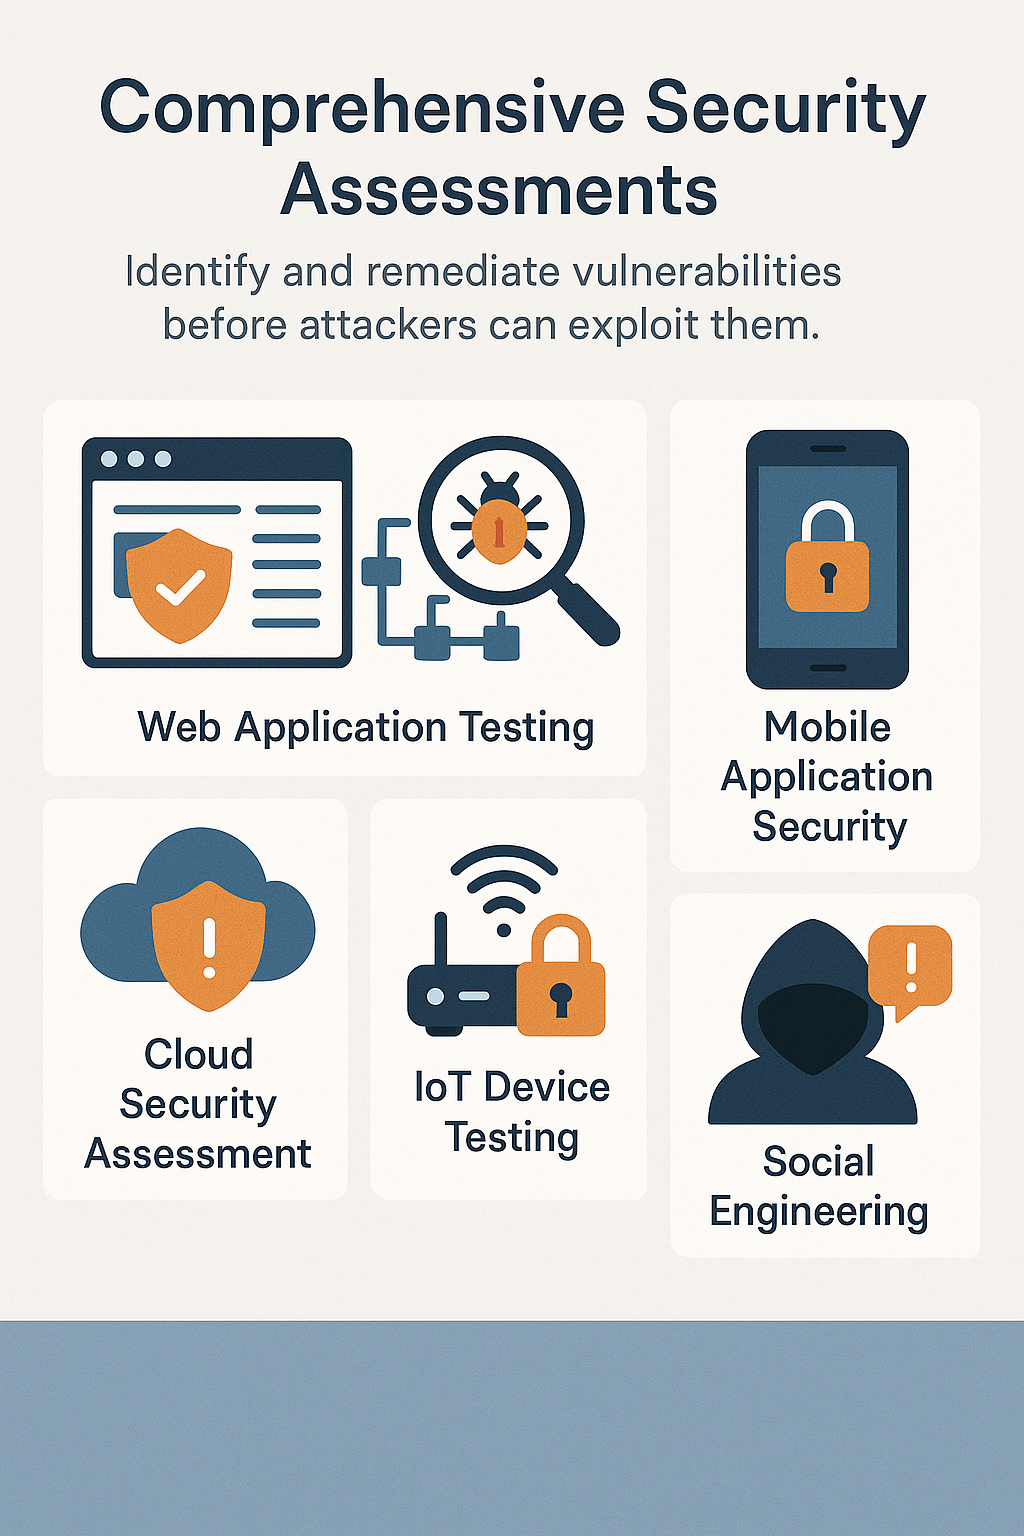 Comprehensive Security
Assessments
Identify and remediate vulnerabilities
before attackers can exploit them.
Web Application Testing
Mobile
Application
Security
Cloud
Security
Assessment
IoT Device
Testing
Social
Engineering